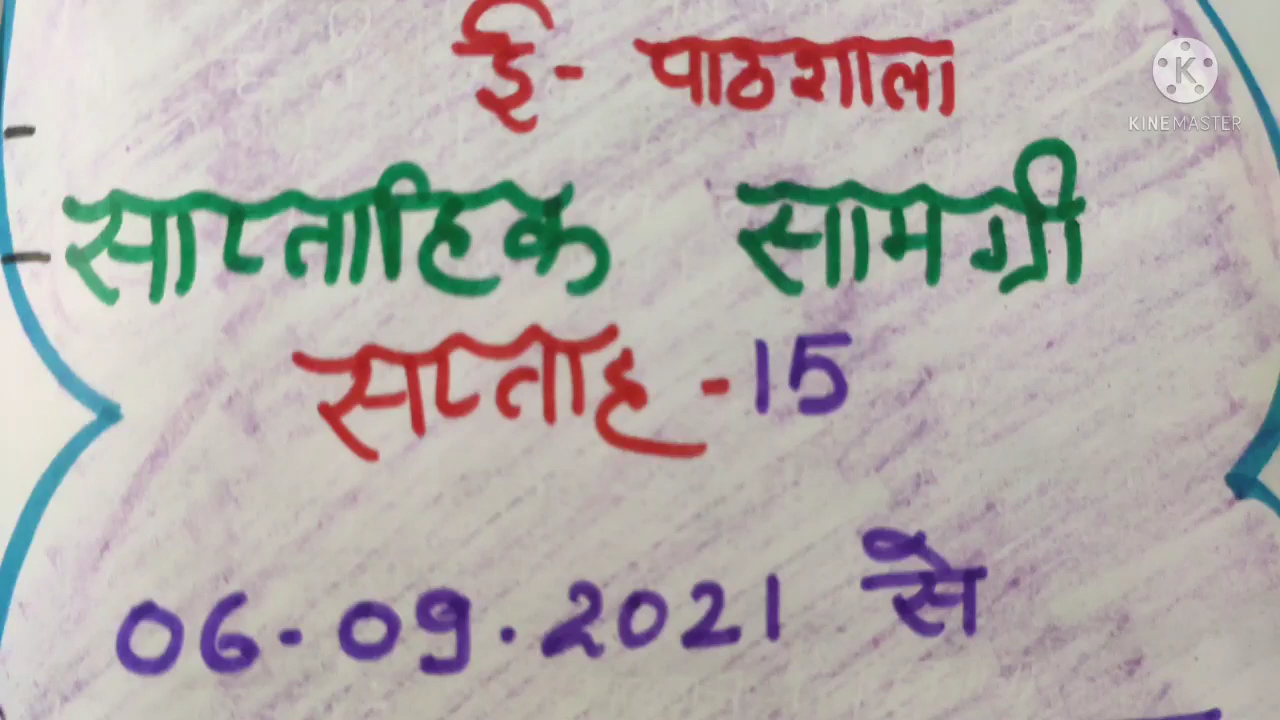 ई- पाठशाला
K
KINEMASTER
साप्ताहिक सामग्री
सप्ताह - 15
06-09.2021 से